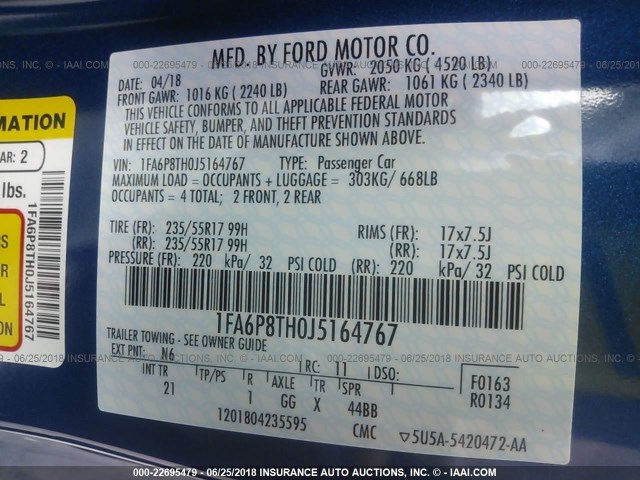 000-22695479 - 06/25/2018 INSURANCE AUTO AUCTIONS - IAAI.COM
MFD. BY FORD MOTOR CO.
DATE: 04/18 GVWR: 2050 KG ( 4520 LB)
FRONT GAWR: 1016 KG ( 2240 LB) REAR GAWR: 1061 KG ( 2340 LB)
THIS VEHICLE CONFORMS TO ALL APPLICABLE FEDERAL MOTOR
VEHICLE SAFETY, BUMPER, AND THEFT PREVENTION STANDARDS
IN EFFECT ON THE DATE OF MANUFACTURE SHOWN ABOVE.
VIN: 1FA6P8TH0J5164767 TYPE: Passenger Car
MAXIMUM LOAD = OCCUPANTS + LUGGAGE = 303KG/ 668LB
OCCUPANTS = 4 TOTAL; 2 FRONT, 2 REAR
TIRE (FR): 235/55R17 99H RIMS (FR): 17x7.5J
(RR): 235/55R17 99H (RR): 17x7.5J
PRESSURE (FR): 220 kPa/ 32 PSI COLD (RR): 220 kPa/ 32 PSI COLD
1FA6P8TH0J5164767
TRAILER TOWING - SEE OWNER GUIDE
EXT PNT: N6 RC: 11 DSO: F0163
INT TR TP/PS R AXLE TR SPR R0134
21 1 GG X 44BB
1201804235595 CMC ▽5U5A-5420472-AA
MATION
AR: 2
lbs.
1FA6P8TH0J5164767
000-22695479 - 06/25/2018 INSURANCE AUTO AUCTIONS - IAAI.COM